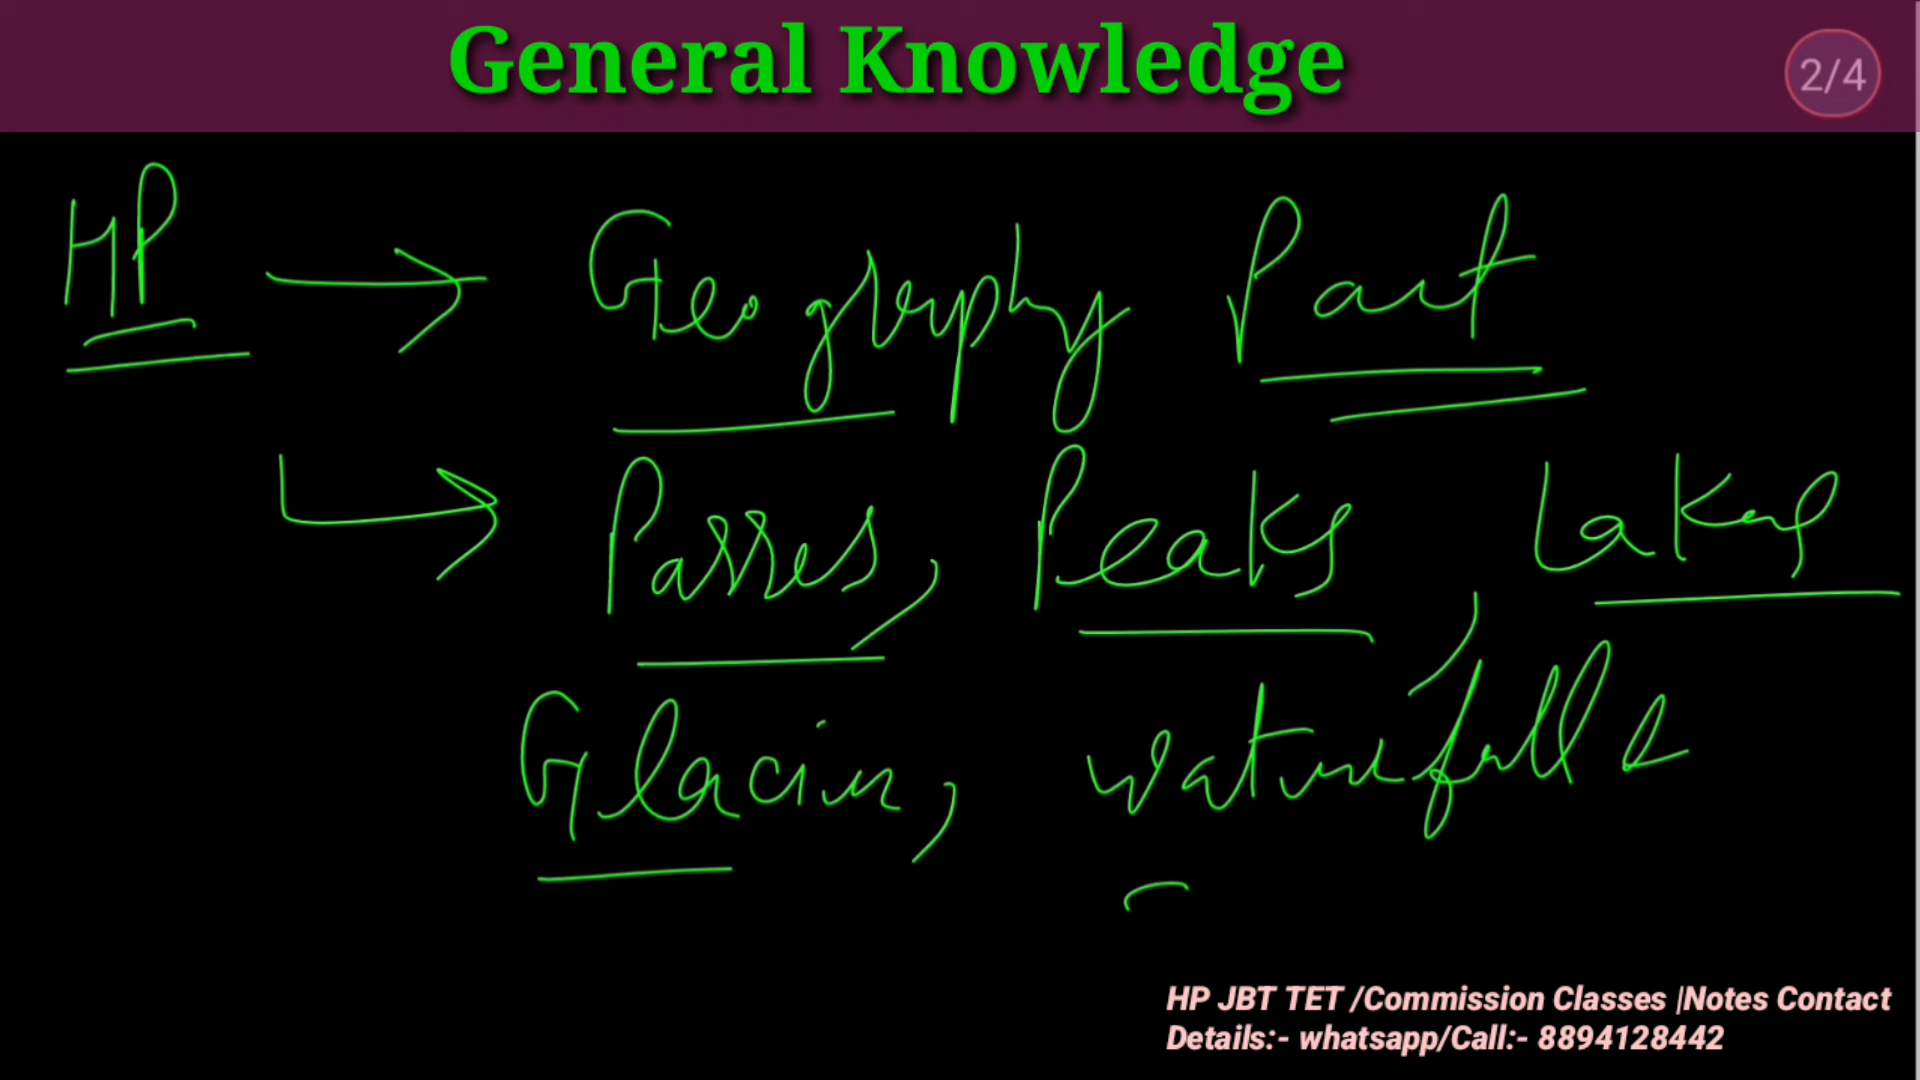 General Knowledge
2/4
HP → Geography Part
Passes, Peaks, Lakes
Glacier, waterfalls
HP JBT TET /Commission Classes |Notes Contact
Details:- whatsapp/Call:- 8894128442